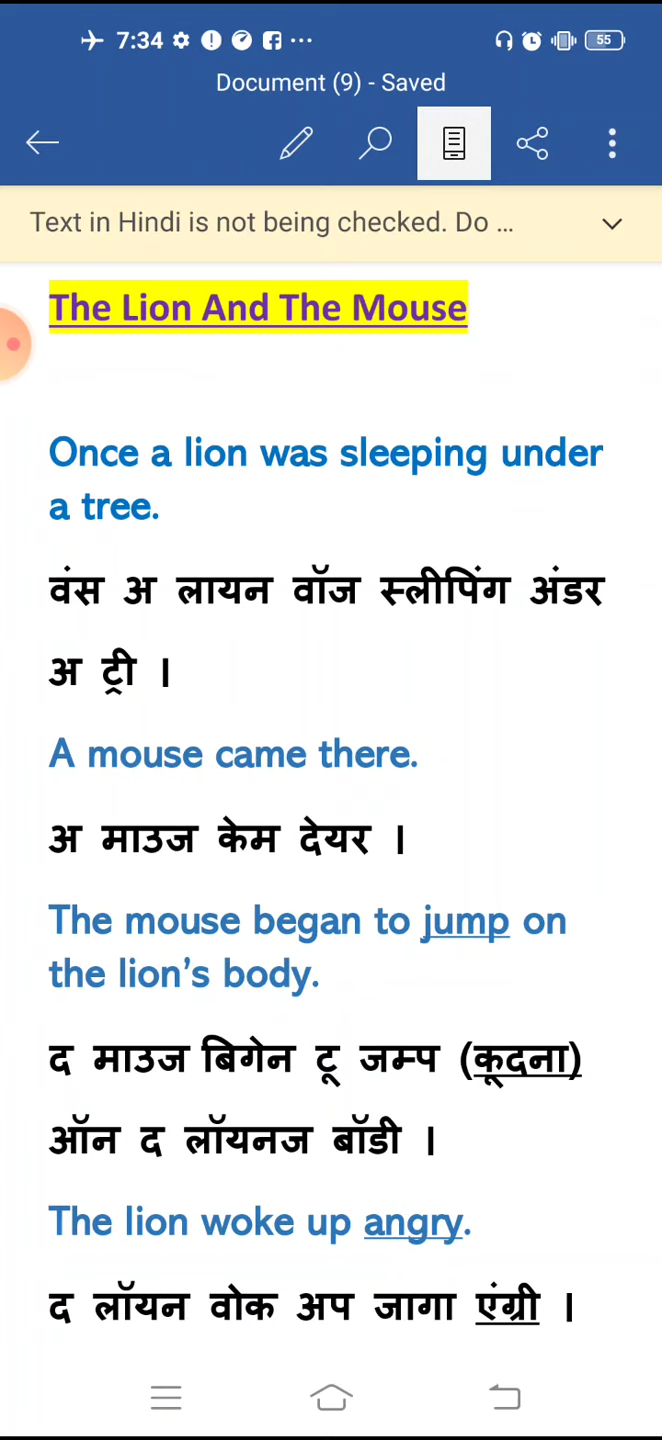 7:34
55
Document (9) - Saved
Text in Hindi is not being checked. Do ...
The Lion And The Mouse
Once a lion was sleeping under
a tree.
वंस अ लायन वॉज स्लीपिंग अंडर
अ ट्री ।
A mouse came there.
अ माउज केम देयर ।
The mouse began to jump on
the lion’s body.
द माउज बिगेन टू जम्प (कूदना)
ऑन द लॉयनज बॉडी ।
The lion woke up angry.
द लॉयन वोक अप जागा एंग्री ।